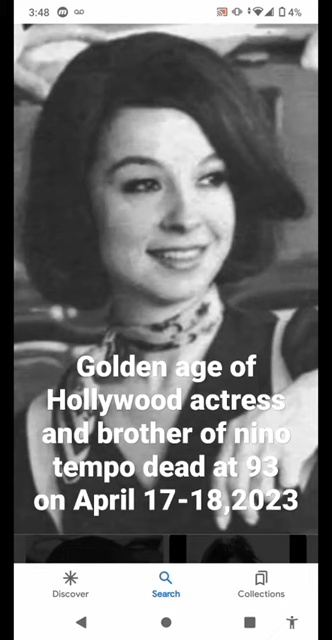 3:48
4%
Golden age of
Hollywood actress
and brother of nino
tempo dead at 93
on April 17-18,2023
Discover
Search
Collections